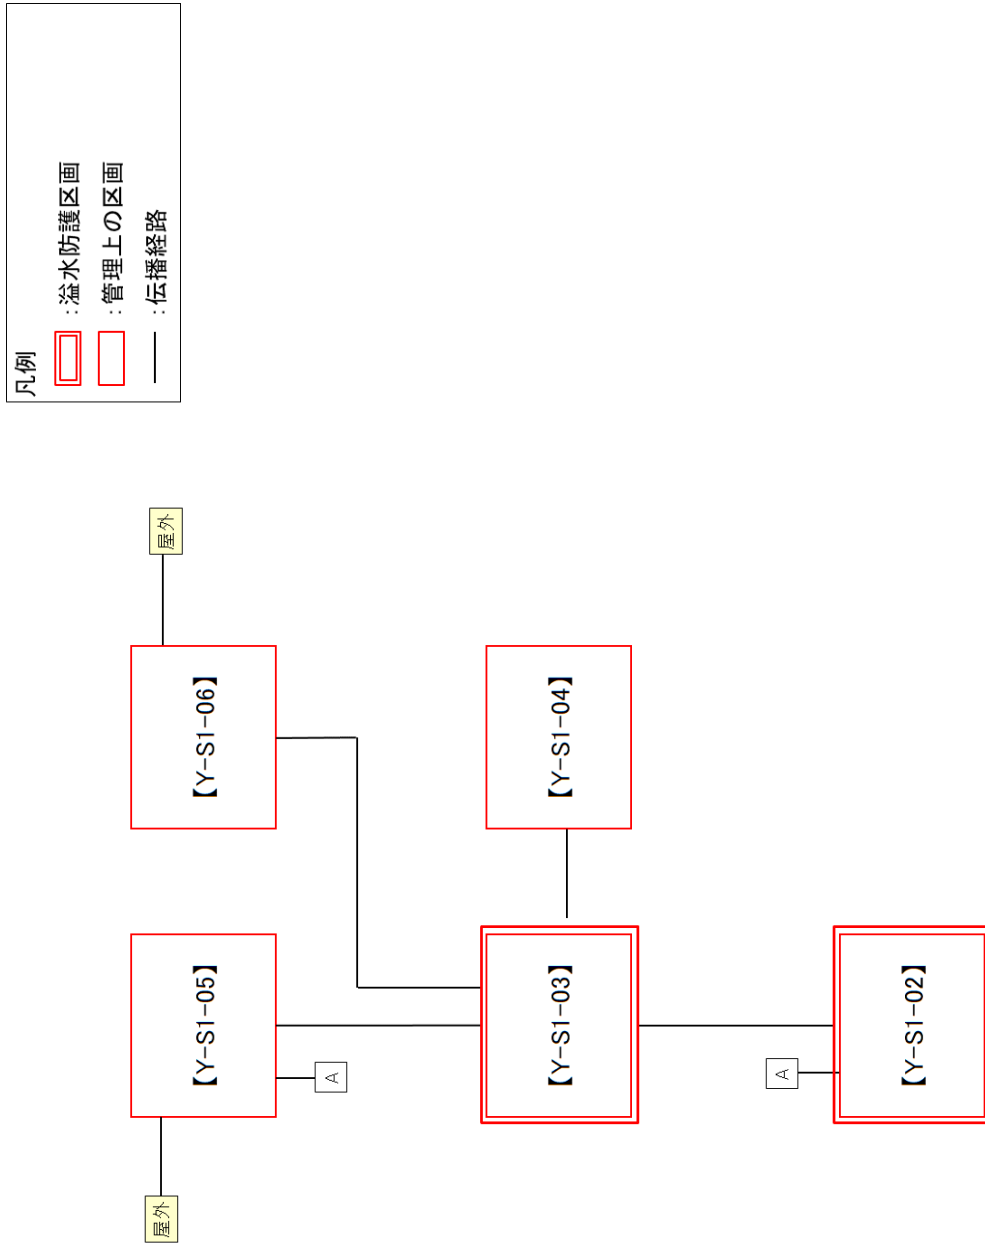 凡例
：溢水防護区画
：管理上の区画
：伝播経路
屋外
【Y-S1-05】
【Y-S1-06】
屋外
A
【Y-S1-03】
【Y-S1-04】
A
【Y-S1-02】